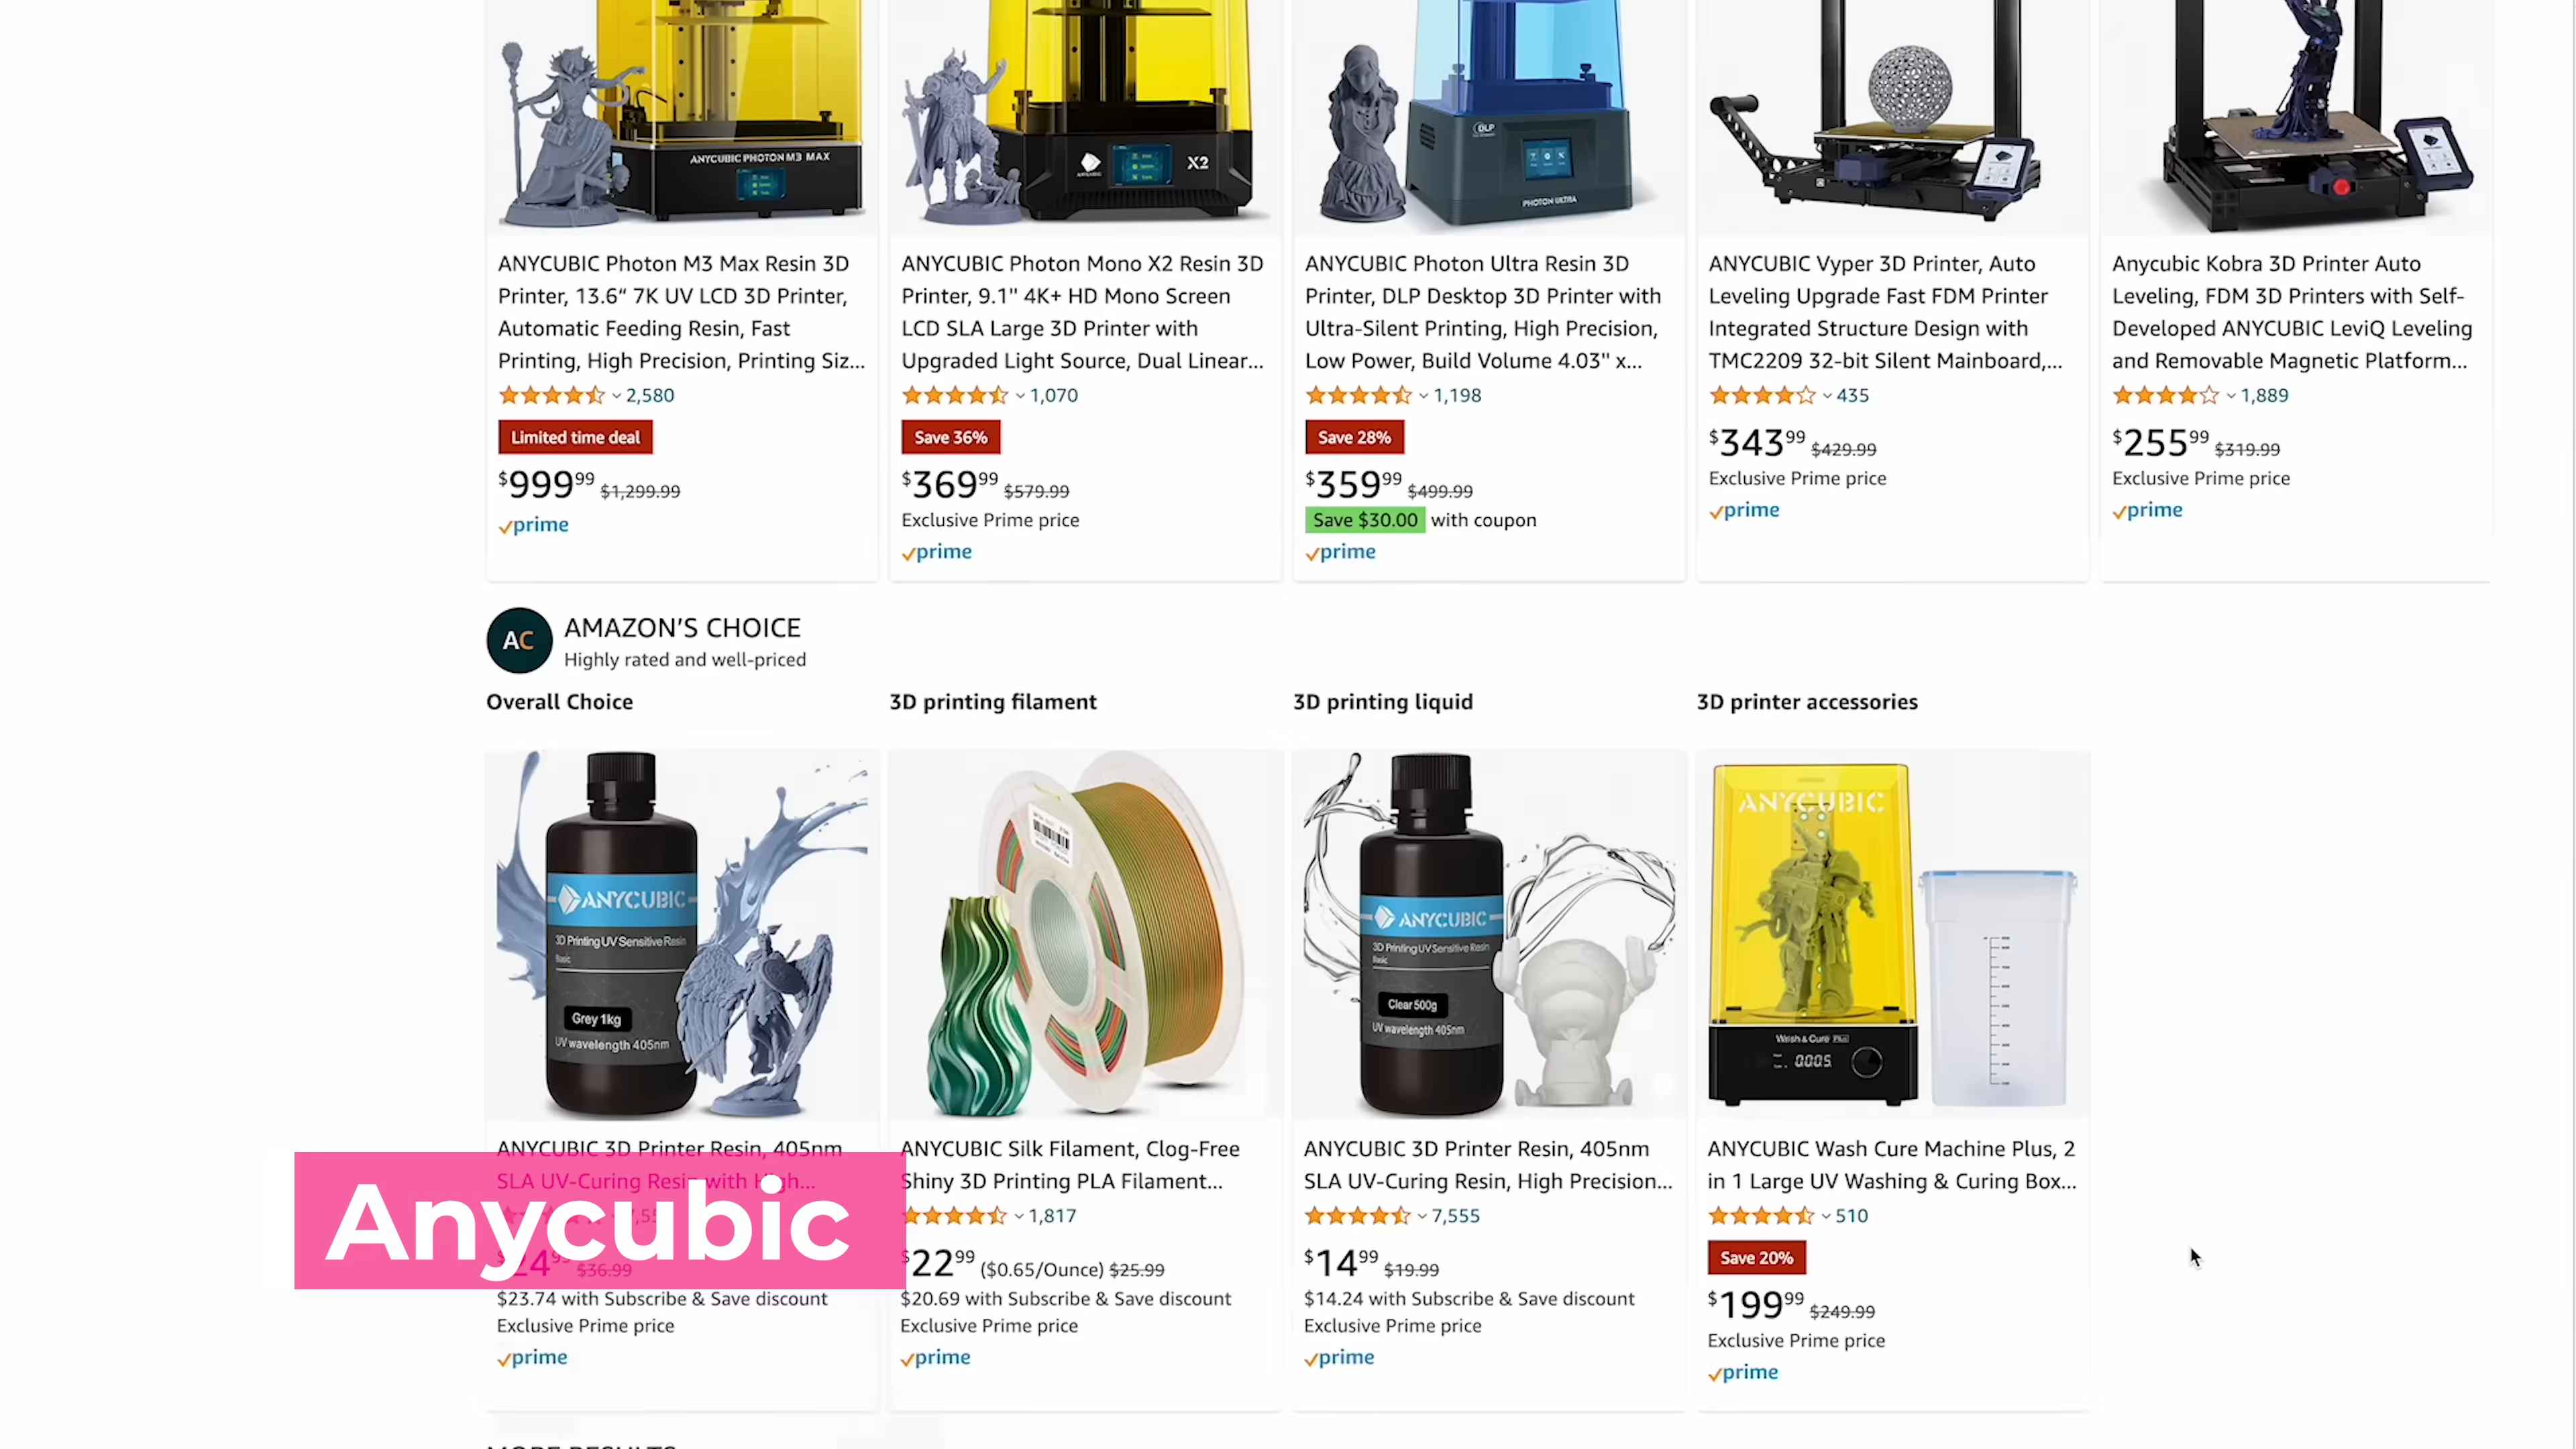 ANYCUBIC PHOTON M3 MAX
ANYCUBIC
X2
DLP
PHOTON ULTRA
ANYCUBIC Photon M3 Max Resin 3D
Printer, 13.6“ 7K UV LCD 3D Printer,
Automatic Feeding Resin, Fast
Printing, High Precision, Printing Siz...
2,580
Limited time deal
$999.99 $1,299.99
prime
ANYCUBIC Photon Mono X2 Resin 3D
Printer, 9.1" 4K+ HD Mono Screen
LCD SLA Large 3D Printer with
Upgraded Light Source, Dual Linear...
1,070
Save 36%
$369.99 $579.99
Exclusive Prime price
prime
ANYCUBIC Photon Ultra Resin 3D
Printer, DLP Desktop 3D Printer with
Ultra-Silent Printing, High Precision,
Low Power, Build Volume 4.03" x...
1,198
Save 28%
$359.99 $499.99
Save $30.00 with coupon
prime
ANYCUBIC Vyper 3D Printer, Auto
Leveling Upgrade Fast FDM Printer
Integrated Structure Design with
TMC2209 32-bit Silent Mainboard,...
435
$343.99 $429.99
Exclusive Prime price
prime
Anycubic Kobra 3D Printer Auto
Leveling, FDM 3D Printers with Self-
Developed ANYCUBIC LeviQ Leveling
and Removable Magnetic Platform...
1,889
$255.99 $319.99
Exclusive Prime price
prime
AC
AMAZON’S CHOICE
Highly rated and well-priced
Overall Choice
3D printing filament
3D printing liquid
3D printer accessories
ANYCUBIC
3D Printing UV Sensitive Resin
Basic
Grey 1kg
UV wavelength 405nm
ANYCUBIC
3D Printing UV Sensitive Resin
Basic
Clear 500g
UV wavelength 405nm
ANYCUBIC
Wash & Cure Plus
000:5
ANYCUBIC 3D Printer Resin, 405nm
SLA UV-Curing Resin with High...
$36.99
$23.74 with Subscribe & Save discount
Exclusive Prime price
prime
Anycubic
ANYCUBIC Silk Filament, Clog-Free
Shiny 3D Printing PLA Filament...
1,817
$22.99 ($0.65/Ounce) $25.99
$20.69 with Subscribe & Save discount
Exclusive Prime price
prime
ANYCUBIC 3D Printer Resin, 405nm
SLA UV-Curing Resin, High Precision...
7,555
$14.99 $19.99
$14.24 with Subscribe & Save discount
Exclusive Prime price
prime
ANYCUBIC Wash Cure Machine Plus, 2
in 1 Large UV Washing & Curing Box...
510
Save 20%
$199.99 $249.99
Exclusive Prime price
prime
MORE RESULTS